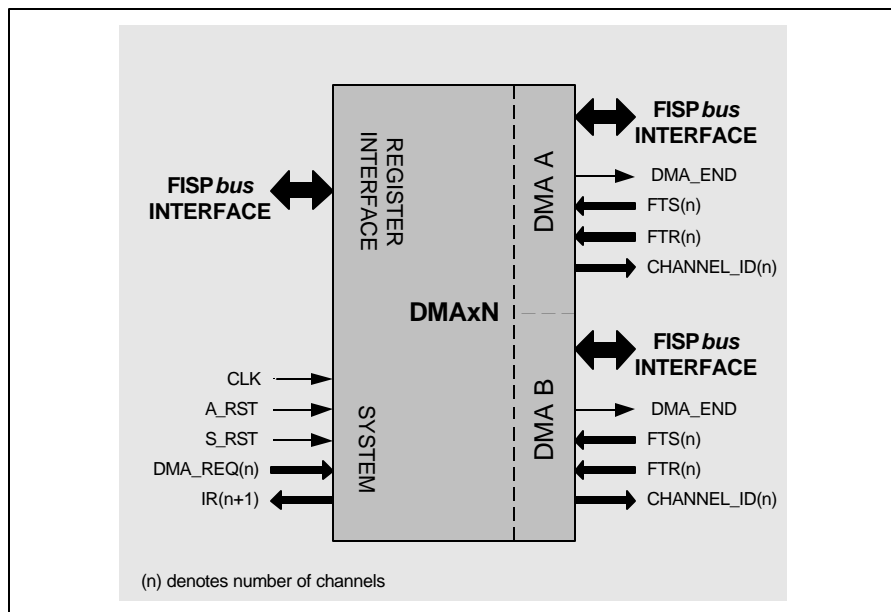 FISPbus
INTERFACE
REGISTER
INTERFACE
DMA A
FISPbus
INTERFACE
DMA_END
FTS(n)
FTR(n)
CHANNEL_ID(n)
DMAxN
CLK
A_RST
S_RST
DMA_REQ(n)
IR(n+1)
SYSTEM
DMA B
FISPbus
INTERFACE
DMA_END
FTS(n)
FTR(n)
CHANNEL_ID(n)
(n) denotes number of channels